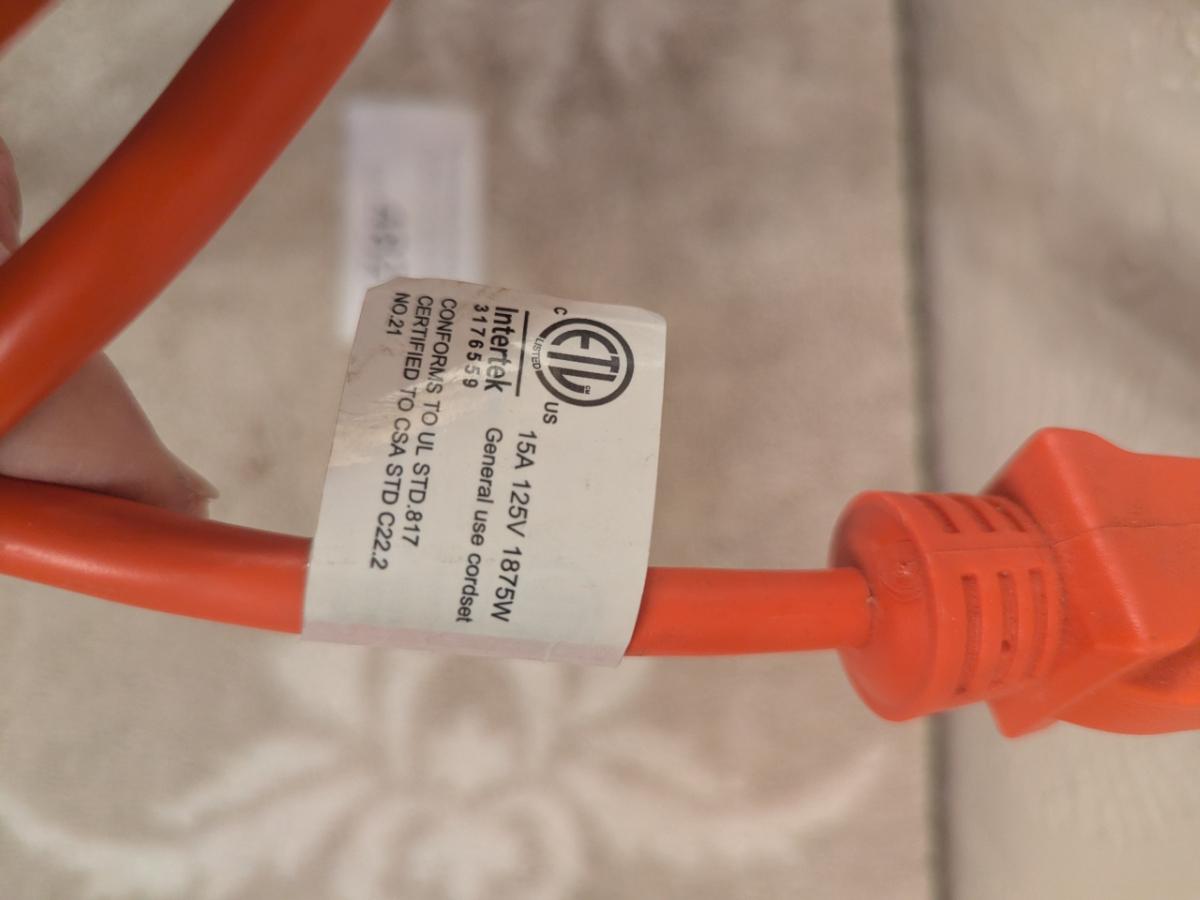 C ETL CM US
LISTED
Intertek
3176559
15A 125V 1875W
General use cordset
CONFORMS TO UL STD.817
CERTIFIED TO CSA STD C22.2
NO.21